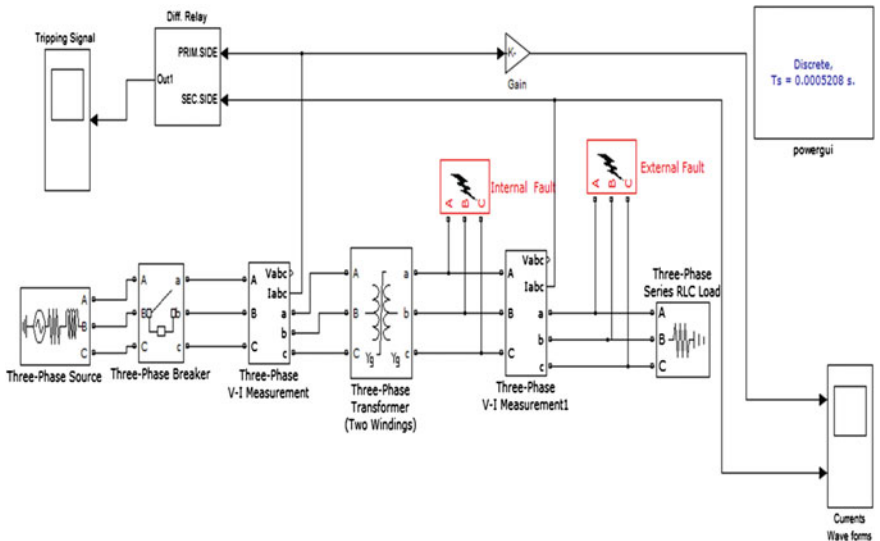 Diff. Relay
Tripping Signal
PRIM.SIDE
Out1
SEC.SIDE
K-
Gain
Discrete,
Ts = 0.0005208 s.
powergui
Internal Fault
A B C
External Fault
A B C
A
B
C
Three-Phase Source
A a
B b
C c
Three-Phase Breaker
Vabc
Iabc
A a
B b
C c
Three-Phase
V-I Measurement
A a
B b
C c
Yg Yg
Three-Phase
Transformer
(Two Windings)
Vabc
Iabc
A a
B b
C c
Three-Phase
V-I Measurement1
Three-Phase
Series RLC Load
A
B
C
Currents
Wave forms